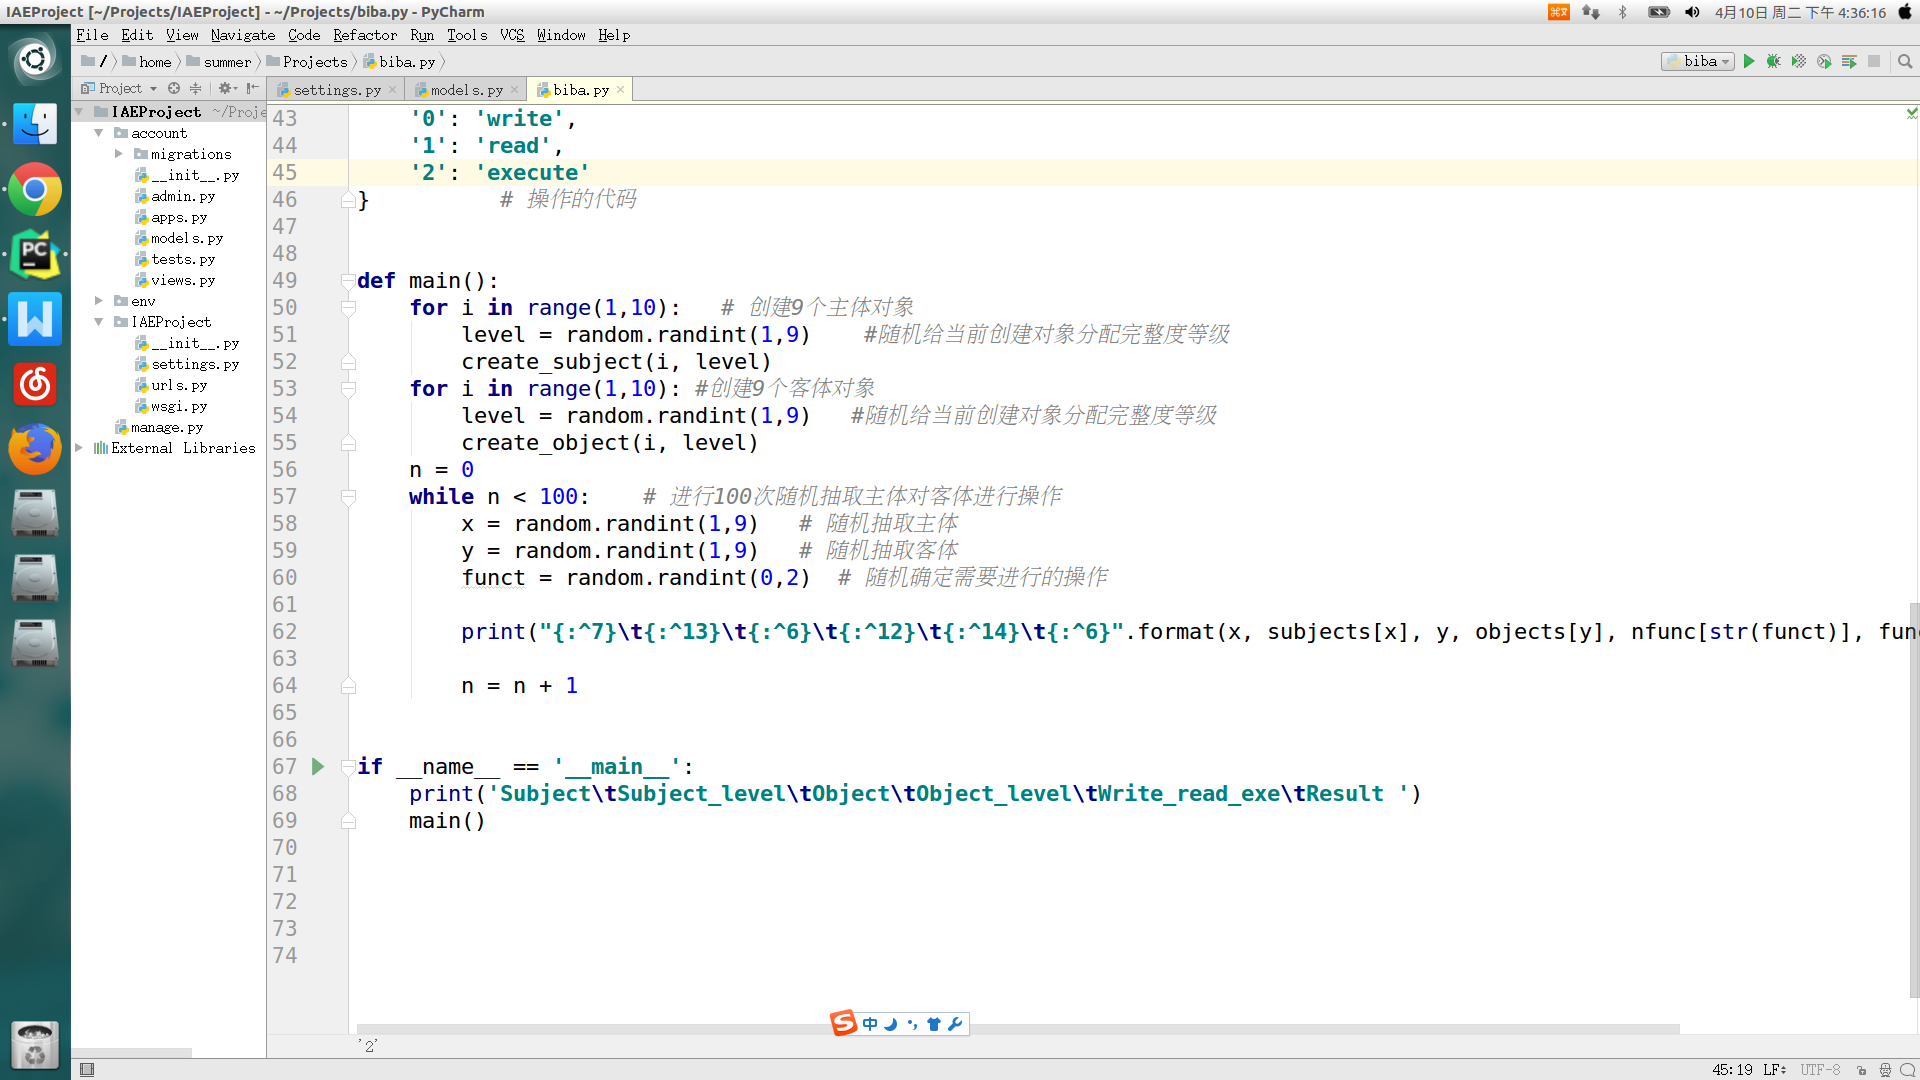 IAEProject [~/Projects/IAEProject] - ~/Projects/biba.py - PyCharm
4月10日 周二 下午 4:36:16
File Edit View Navigate Code Refactor Run Tools VCS Window Help
/ home summer Projects biba.py
biba
Project
settings.py models.py biba.py
IAEProject ~/Proje
account
migrations
__init__.py
admin.py
apps.py
models.py
tests.py
views.py
env
IAEProject
__init__.py
settings.py
urls.py
wsgi.py
manage.py
External Libraries
43 '0': 'write',
44 '1': 'read',
45 '2': 'execute'
46 } # 操作的代码
47
48
49 def main():
50 for i in range(1,10): # 创建9个主体对象
51 level = random.randint(1,9) #随机给当前创建对象分配完整度等级
52 create_subject(i, level)
53 for i in range(1,10): #创建9个客体对象
54 level = random.randint(1,9) #随机给当前创建对象分配完整度等级
55 create_object(i, level)
56 n = 0
57 while n < 100: # 进行100次随机抽取主体对客体进行操作
58 x = random.randint(1,9) # 随机抽取主体
59 y = random.randint(1,9) # 随机抽取客体
60 funct = random.randint(0,2) # 随机确定需要进行的操作
61
62 print("{:^7}\t{:^13}\t{:^6}\t{:^12}\t{:^14}\t{:^6}".format(x, subjects[x], y, objects[y], nfunc[str(funct)], fun
63
64 n = n + 1
65
66
67 if __name__ == '__main__':
68 print('Subject\tSubject_level\tObject\tObject_level\tWrite_read_exe\tResult ')
69 main()
70
71
72
73
74
中
'2'
45:19 LF UTF-8